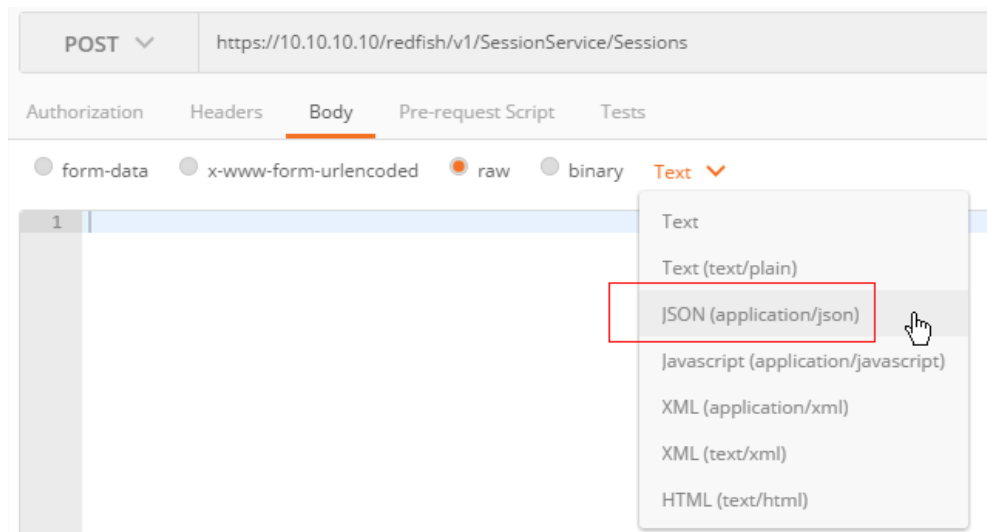 POST https://10.10.10.10/redfish/v1/SessionService/Sessions
Authorization Headers Body Pre-request Script Tests
form-data x-www-form-urlencoded raw binary Text
1
Text
Text (text/plain)
JSON (application/json)
Javascript (application/javascript)
XML (application/xml)
XML (text/xml)
HTML (text/html)